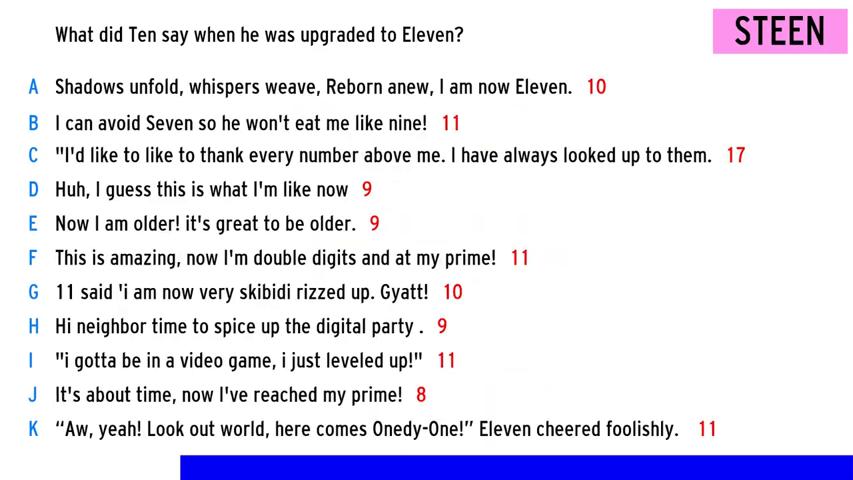 What did Ten say when he was upgraded to Eleven?
STEEN
A Shadows unfold, whispers weave, Reborn anew, I am now Eleven. 10
B I can avoid Seven so he won't eat me like nine! 11
C "I'd like to like to thank every number above me. I have always looked up to them. 17
D Huh, I guess this is what I'm like now 9
E Now I am older! it's great to be older. 9
F This is amazing, now I'm double digits and at my prime! 11
G 11 said 'i am now very skibidi rizzed up. Gyatt! 10
H Hi neighbor time to spice up the digital party . 9
I "i gotta be in a video game, i just leveled up!" 11
J It's about time, now I've reached my prime! 8
K “Aw, yeah! Look out world, here comes Onedy-One!” Eleven cheered foolishly. 11